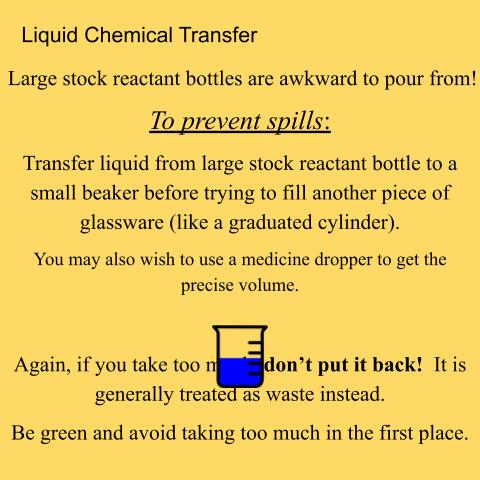 Liquid Chemical Transfer
Large stock reactant bottles are awkward to pour from!
To prevent spills:
Transfer liquid from large stock reactant bottle to a
small beaker before trying to fill another piece of
glassware (like a graduated cylinder).
You may also wish to use a medicine dropper to get the
precise volume.
Again, if you take too don’t put it back! It is
generally treated as waste instead.
Be green and avoid taking too much in the first place.